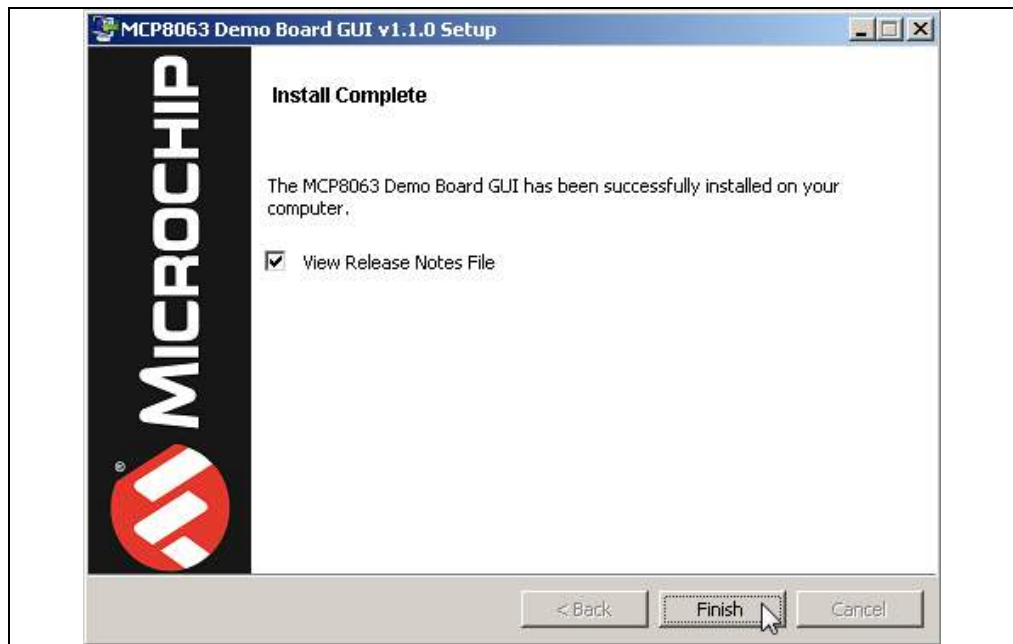 MCP8063 Demo Board GUI v1.1.0 Setup
MICROCHIP
®
Install Complete
The MCP8063 Demo Board GUI has been successfully installed on your
computer.
View Release Notes File
< Back
Finish
Cancel